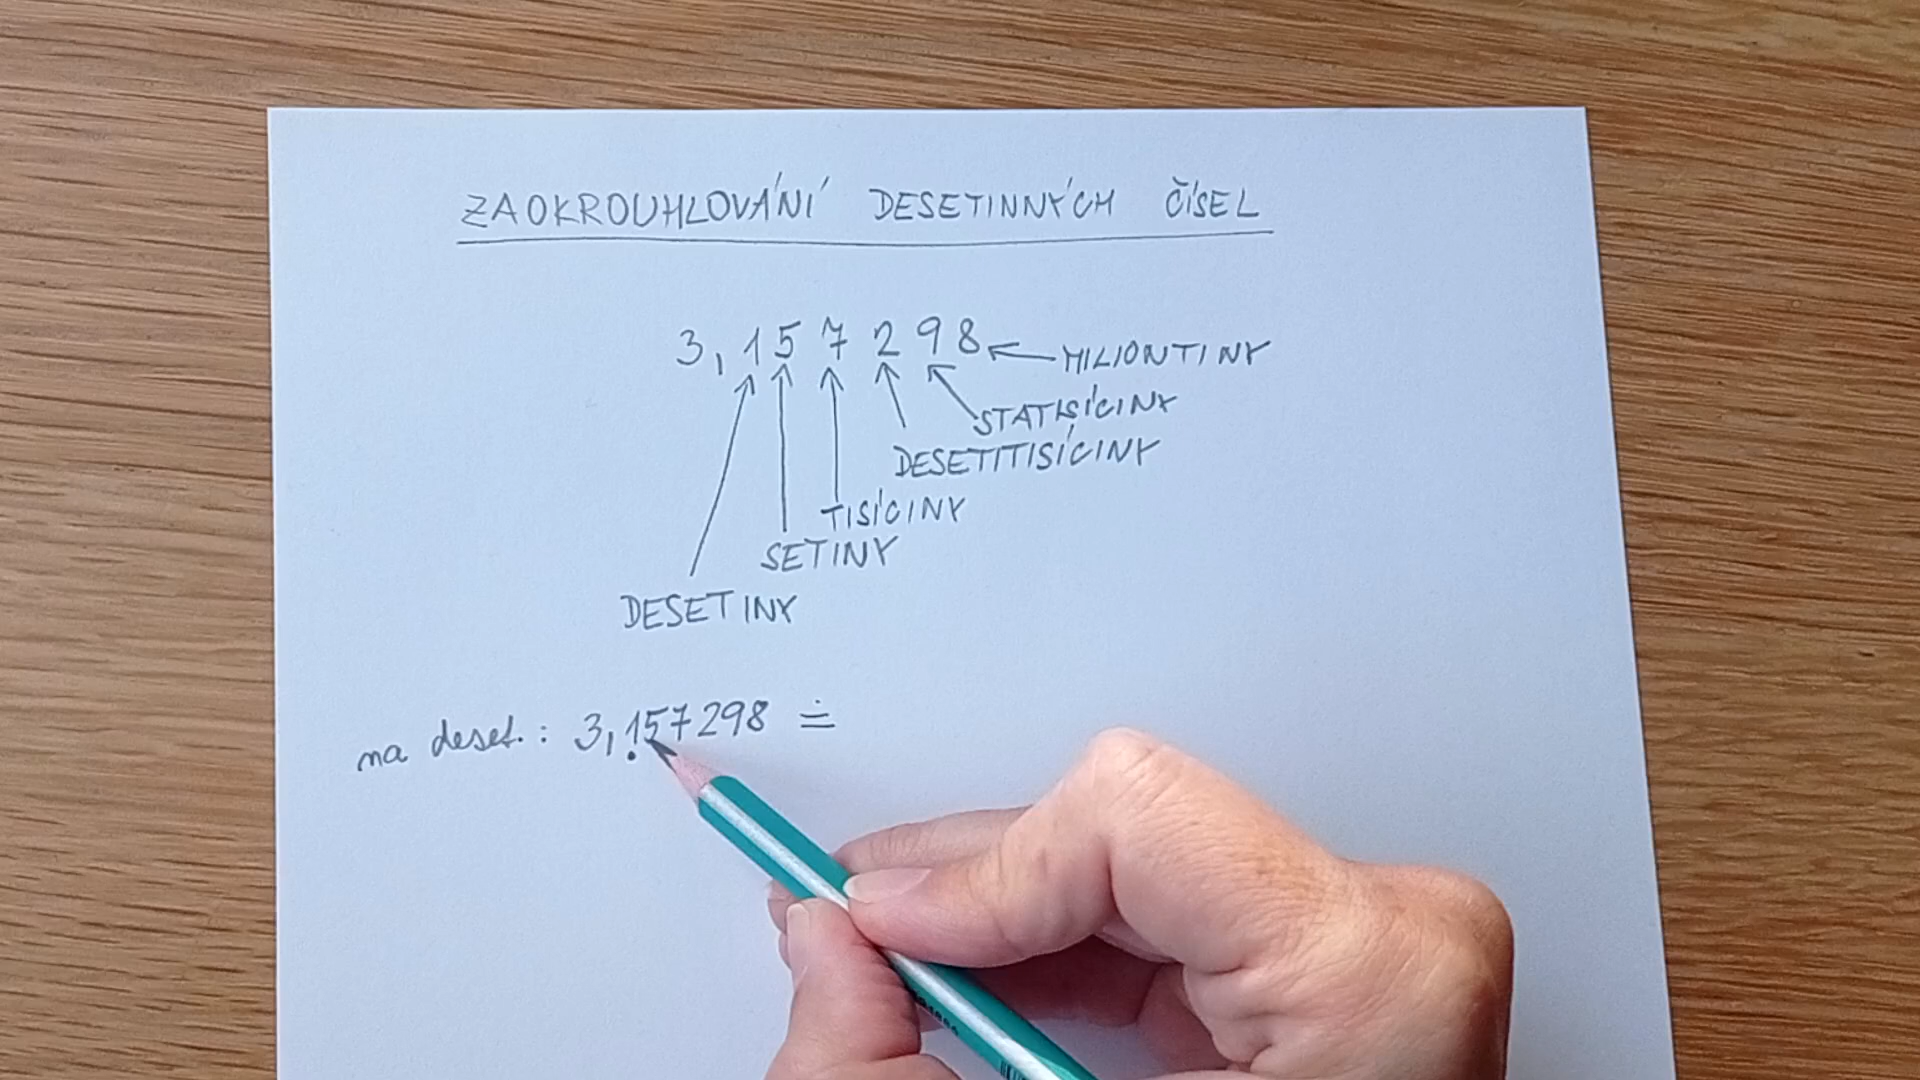 ZAOKROUHLOVÁNÍ DESETINNÝCH ČÍSEL
3,157298
MILIONTINY
STATISÍCINY
DESETITISÍCINY
TISÍCINY
SETINY
DESETINY
na deset. : 3,157298 ≐